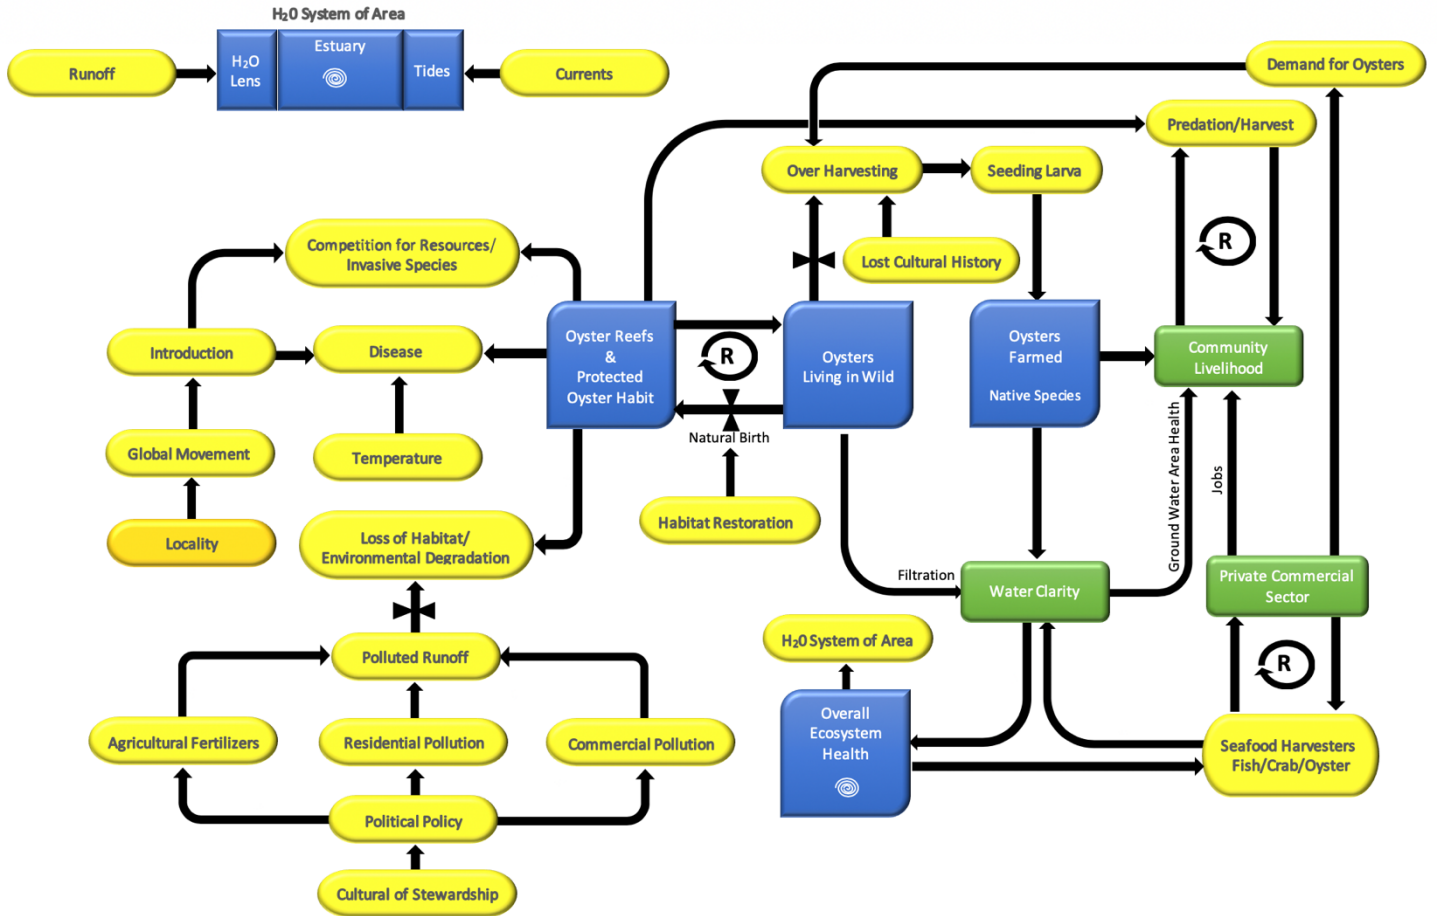 H₂0 System of Area
Runoff
H₂O
Lens
Estuary
Tides
Currents
Demand for Oysters
Predation/Harvest
Over Harvesting
Seeding Larva
R
Lost Cultural History
Competition for Resources/
Invasive Species
Introduction
Disease
Oyster Reefs
&
Protected
Oyster Habit
R
Oysters
Living in Wild
Oysters
Farmed
Native Species
Community
Livelihood
Natural Birth
Global Movement
Temperature
Ground Water Area Health
Jobs
Locality
Loss of Habitat/
Environmental Degradation
Habitat Restoration
Filtration
Water Clarity
Private Commercial
Sector
H₂0 System of Area
Polluted Runoff
R
Overall
Ecosystem
Health
Agricultural Fertilizers
Residential Pollution
Commercial Pollution
Seafood Harvesters
Fish/Crab/Oyster
Political Policy
Cultural of Stewardship